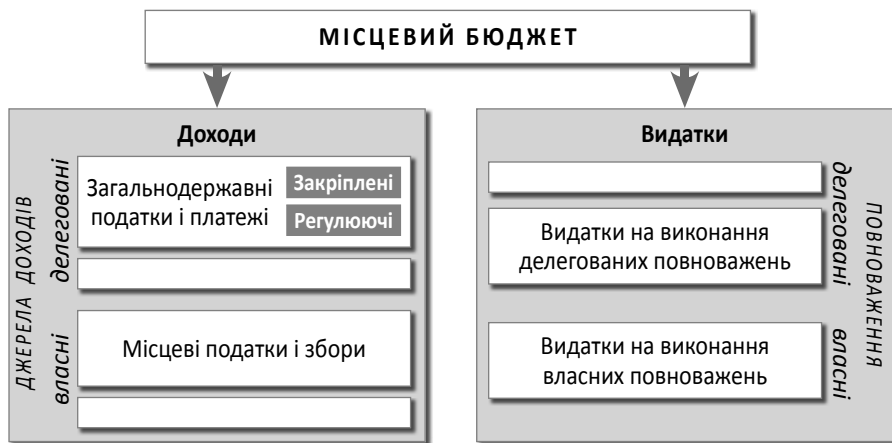 МІСЦЕВИЙ БЮДЖЕТ
Доходи
ДЖЕРЕЛА ДОХОДІВ
делеговані
Загальнодержавні
податки і платежі
Закріплені
Регулюючі
власні
Місцеві податки і збори
Видатки
делеговані
Видатки на виконання
делегованих повноважень
власні
Видатки на виконання
власних повноважень
ПОВНОВАЖЕННЯ